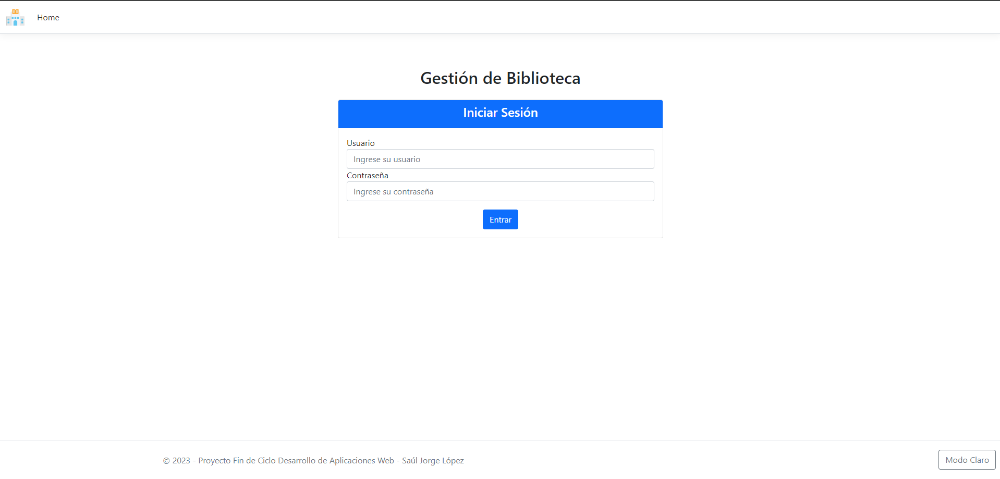 Home
Gestión de Biblioteca
Iniciar Sesión
Usuario
Ingrese su usuario
Contraseña
Ingrese su contraseña
Entrar
© 2023 - Proyecto Fin de Ciclo Desarrollo de Aplicaciones Web - Saúl Jorge López
Modo Claro